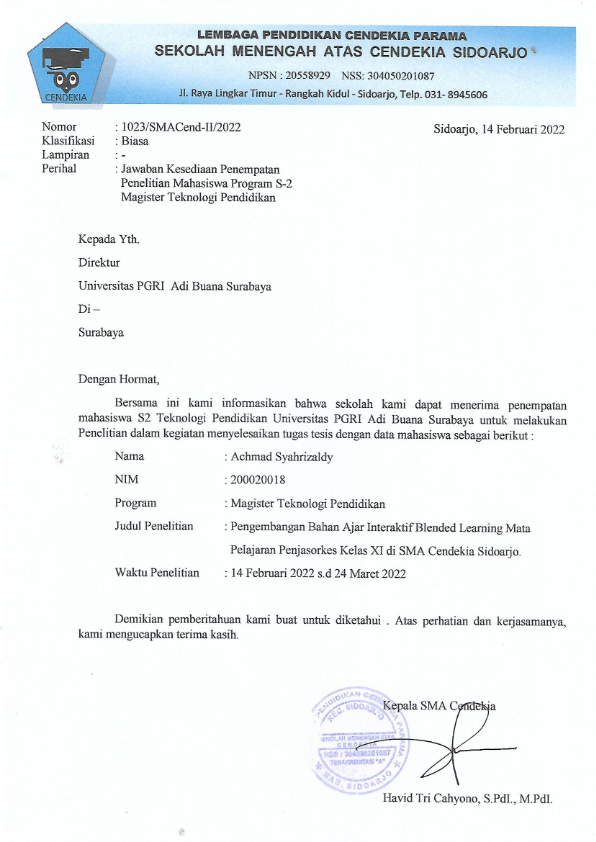 CENDEKIA
LEMBAGA PENDIDIKAN CENDEKIA PARAMA
SEKOLAH MENENGAH ATAS CENDEKIA SIDOARJO
NPSN : 20558929 NSS: 304050201087
Jl. Raya Lingkar Timur - Rangkah Kidul - Sidoarjo, Telp. 031- 8945606
Nomor : 1023/SMACend-II/2022
Sidoarjo, 14 Februari 2022
Klasifikasi : Biasa
Lampiran : -
Perihal : Jawaban Kesediaan Penempatan
Penelitian Mahasiswa Program S-2
Magister Teknologi Pendidikan
Kepada Yth.
Direktur
Universitas PGRI Adi Buana Surabaya
Di –
Surabaya
Dengan Hormat,
Bersama ini kami informasikan bahwa sekolah kami dapat menerima penempatan
mahasiswa S2 Teknologi Pendidikan Universitas PGRI Adi Buana Surabaya untuk melakukan
Penelitian dalam kegiatan menyelesaikan tugas tesis dengan data mahasiswa sebagai berikut :
Nama : Achmad Syahrizaldy
NIM : 200020018
Program : Magister Teknologi Pendidikan
Judul Penelitian : Pengembangan Bahan Ajar Interaktif Blended Learning Mata
Pelajaran Penjasorkes Kelas XI di SMA Cendekia Sidoarjo.
Waktu Penelitian : 14 Februari 2022 s.d 24 Maret 2022
Demikian pemberitahuan kami buat untuk diketahui . Atas perhatian dan kerjasamanya,
kami mengucapkan terima kasih.
Kepala SMA Cendekia
KEC. SIDOARJO
SEKOLAH MENENGAH ATAS
TERAKREDITASI "A"
KAB. SIDOARJO
Havid Tri Cahyono, S.PdI., M.PdI.